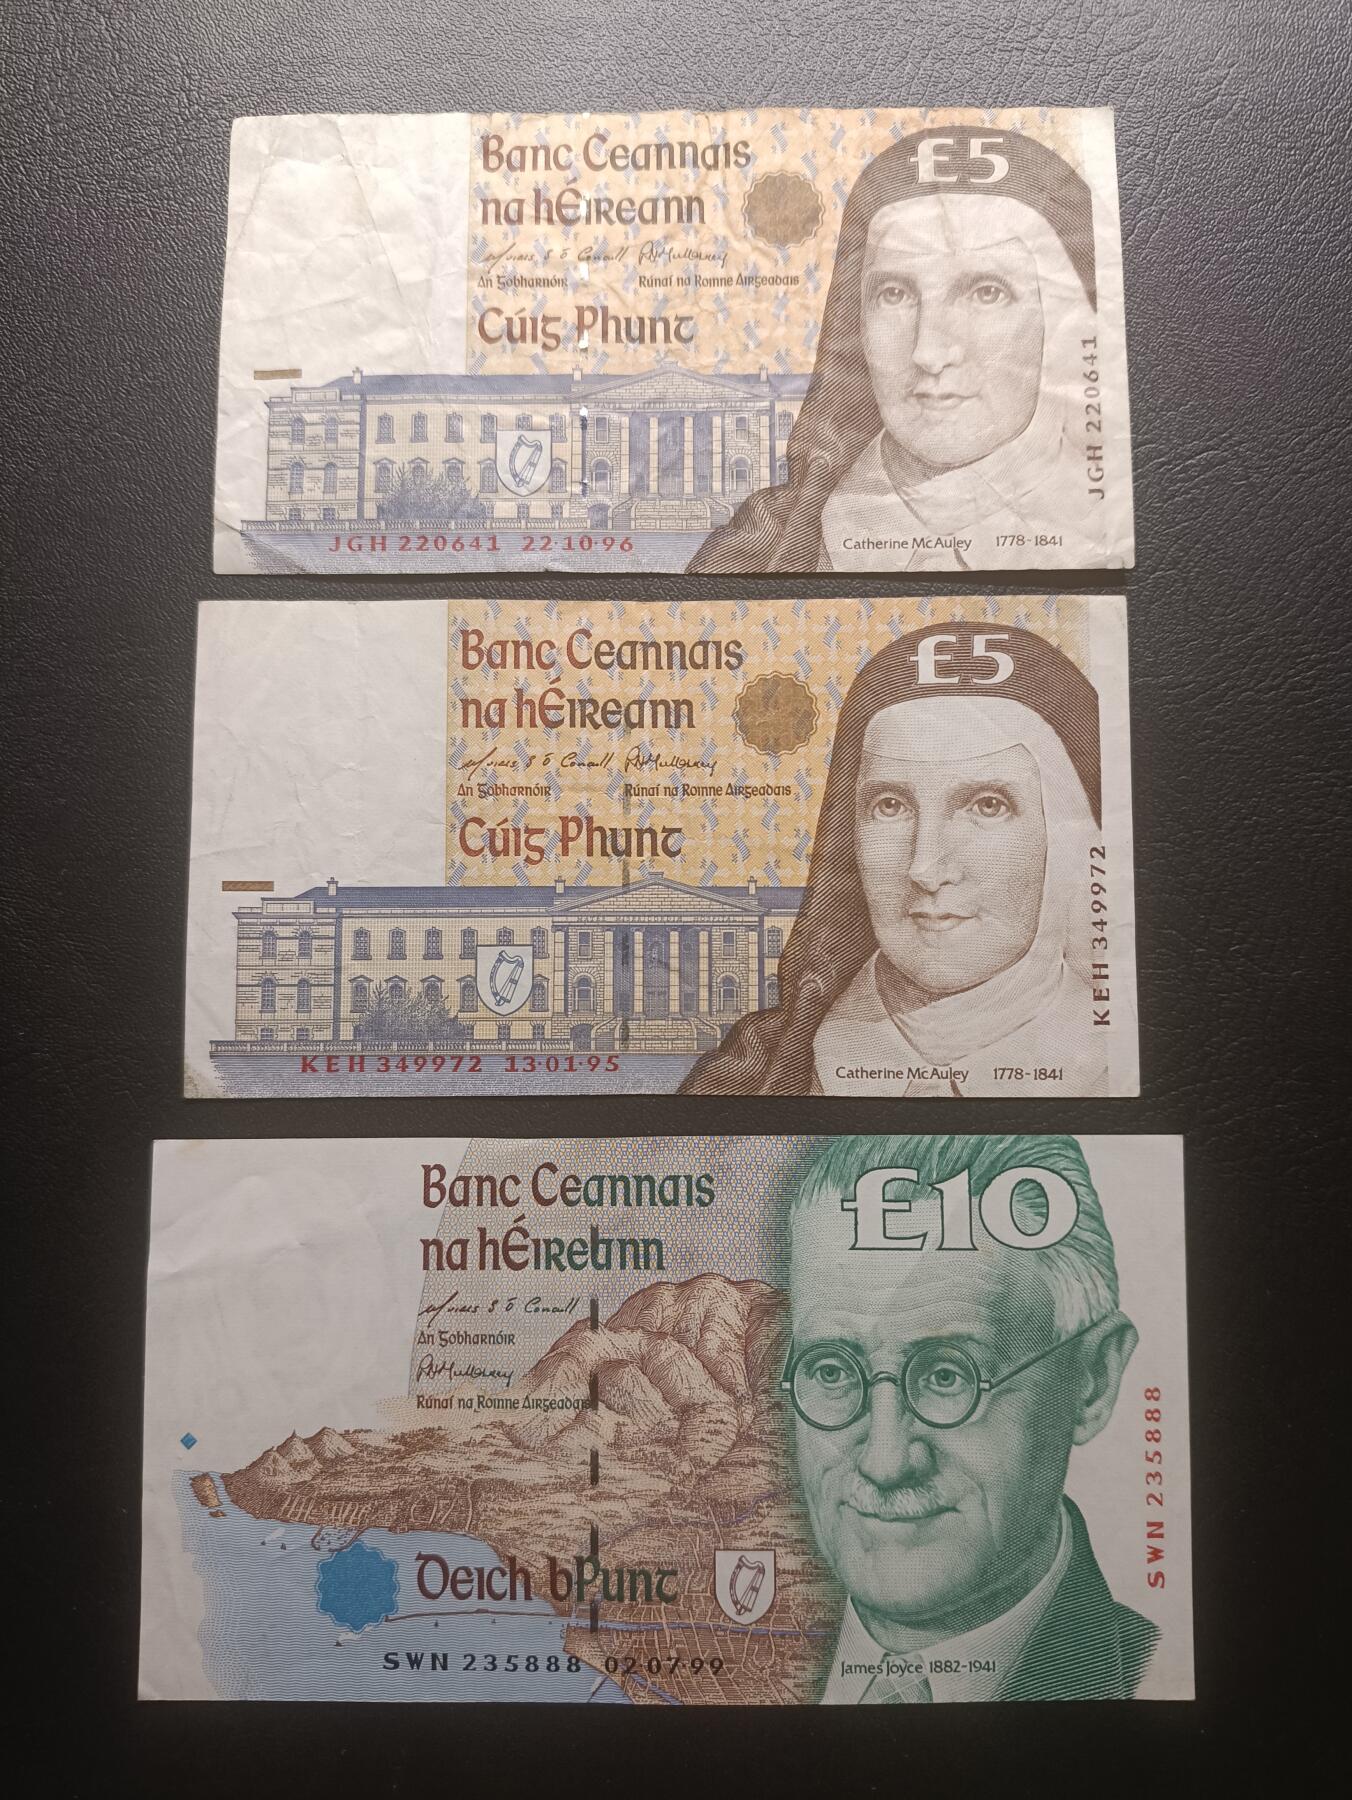 Banc Ceannais
£5
na hÉireann
An Gobharnóir Rúnaí na Roinne Airgeadais
Cúig Phunt
JGH 220641
JGH 220641 22·10·96
Catherine McAuley 1778-1841
Banc Ceannais
£5
na hÉireann
An Gobharnóir Rúnaí na Roinne Airgeadais
Cúig Phunt
MATER MISERICORDIÆ HOSPITAL
KEH 349972
KEH 349972 13·01·95
Catherine McAuley 1778-1841
Banc Ceannais
£10
na hÉireann
An Gobharnóir
Rúnaí na Roinne Airgeadais
SWN 235888
Deich bPunt
SWN 235888 02·07·99
James Joyce 1882-1941